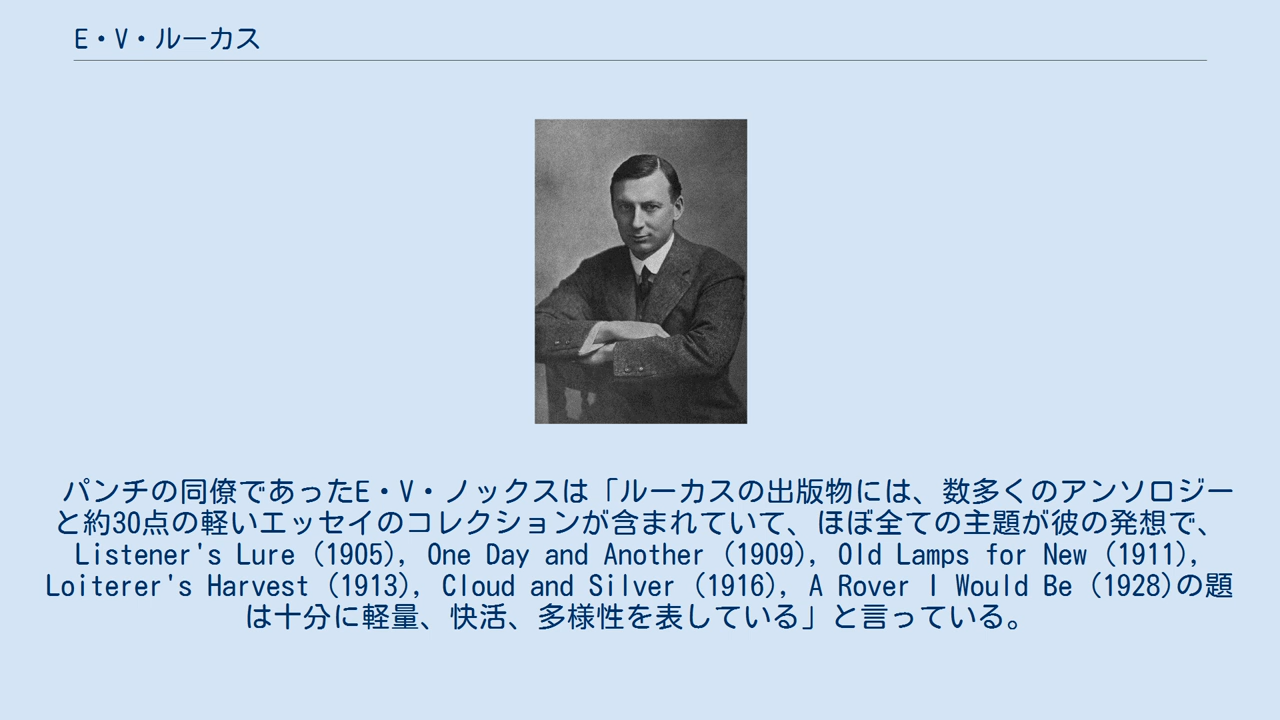 E・V・ルーカス
パンチの同僚であったE・V・ノックスは「ルーカスの出版物には、数多くのアンソロジー
と約30点の軽いエッセイのコレクションが含まれていて、ほぼ全ての主題が彼の発想で、
Listener's Lure (1905), One Day and Another (1909), Old Lamps for New (1911),
Loiterer's Harvest (1913), Cloud and Silver (1916), A Rover I Would Be (1928)の題
は十分に軽量、快活、多様性を表している」と言っている。